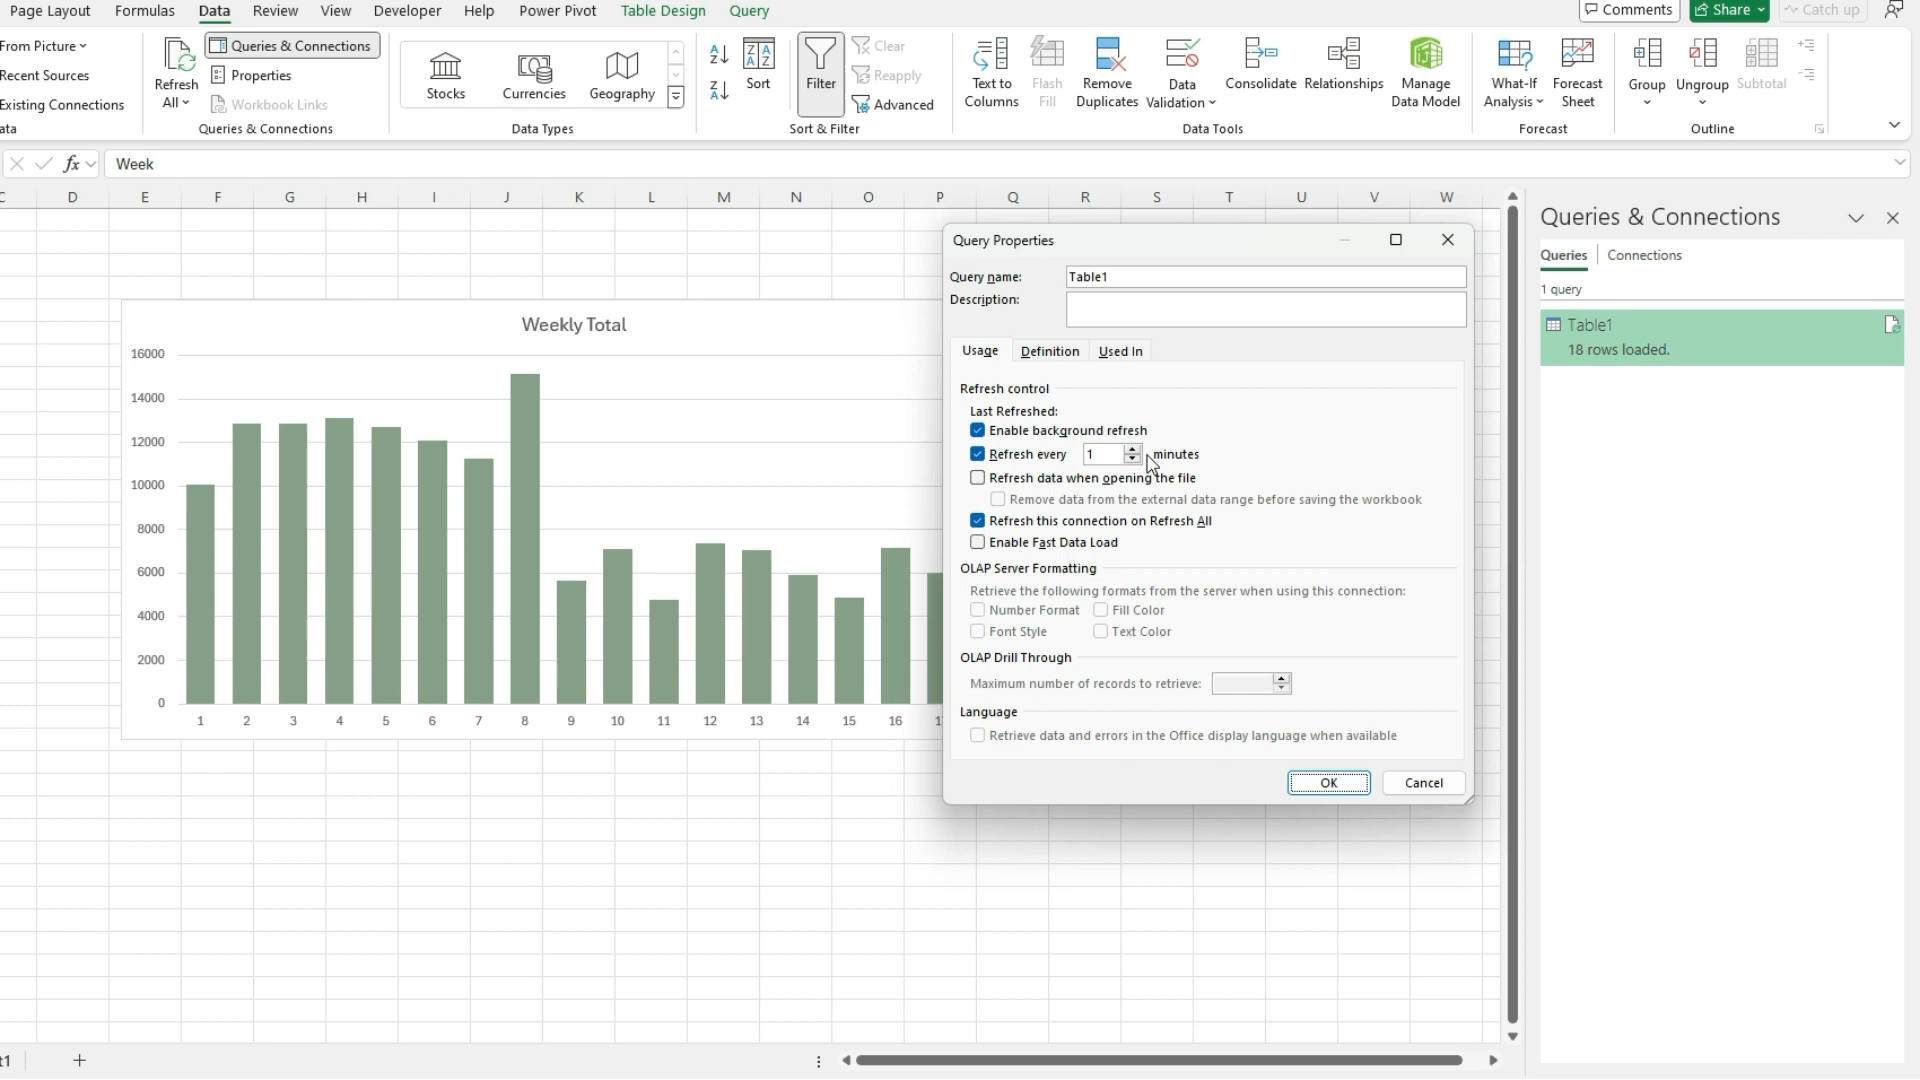 Page Layout Formulas Data Review View Developer Help Power Pivot Table Design Query Comments Share Catch up
From Picture
Recent Sources
Existing Connections
ata
Refresh
All
Queries & Connections
Properties
Workbook Links
Queries & Connections
Stocks
Currencies
Geography
Data Types
Sort
Filter
Clear
Reapply
Advanced
Sort & Filter
Text to
Columns
Flash
Fill
Remove
Duplicates
Data
Validation
Consolidate
Relationships
Manage
Data Model
Data Tools
What-If
Analysis
Forecast
Sheet
Forecast
Group
Ungroup
Subtotal
Outline
fx Week
C D E F G H I J K L M N O P Q R S T U V W
Weekly Total
16000
14000
12000
10000
8000
6000
4000
2000
0
1 2 3 4 5 6 7 8 9 10 11 12 13 14 15 16 1
Query Properties
Query name: Table1
Description:
Usage Definition Used In
Refresh control
Last Refreshed:
Enable background refresh
Refresh every 1 minutes
Refresh data when opening the file
Remove data from the external data range before saving the workbook
Refresh this connection on Refresh All
Enable Fast Data Load
OLAP Server Formatting
Retrieve the following formats from the server when using this connection:
Number Format Fill Color
Font Style Text Color
OLAP Drill Through
Maximum number of records to retrieve:
Language
Retrieve data and errors in the Office display language when available
OK Cancel
Queries & Connections
Queries Connections
1 query
Table1
18 rows loaded.
t1